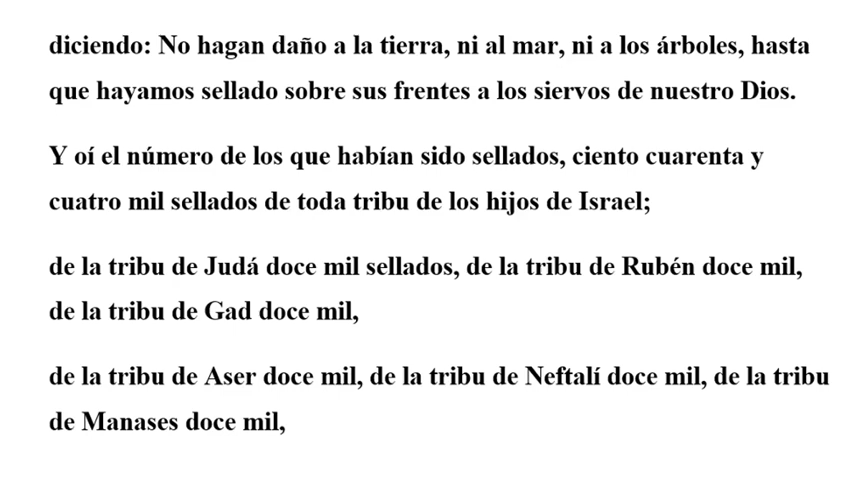 diciendo: No hagan daño a la tierra, ni al mar, ni a los árboles, hasta
que hayamos sellado sobre sus frentes a los siervos de nuestro Dios.
Y oí el número de los que habían sido sellados, ciento cuarenta y
cuatro mil sellados de toda tribu de los hijos de Israel;
de la tribu de Judá doce mil sellados, de la tribu de Rubén doce mil,
de la tribu de Gad doce mil,
de la tribu de Aser doce mil, de la tribu de Neftalí doce mil, de la tribu
de Manases doce mil,